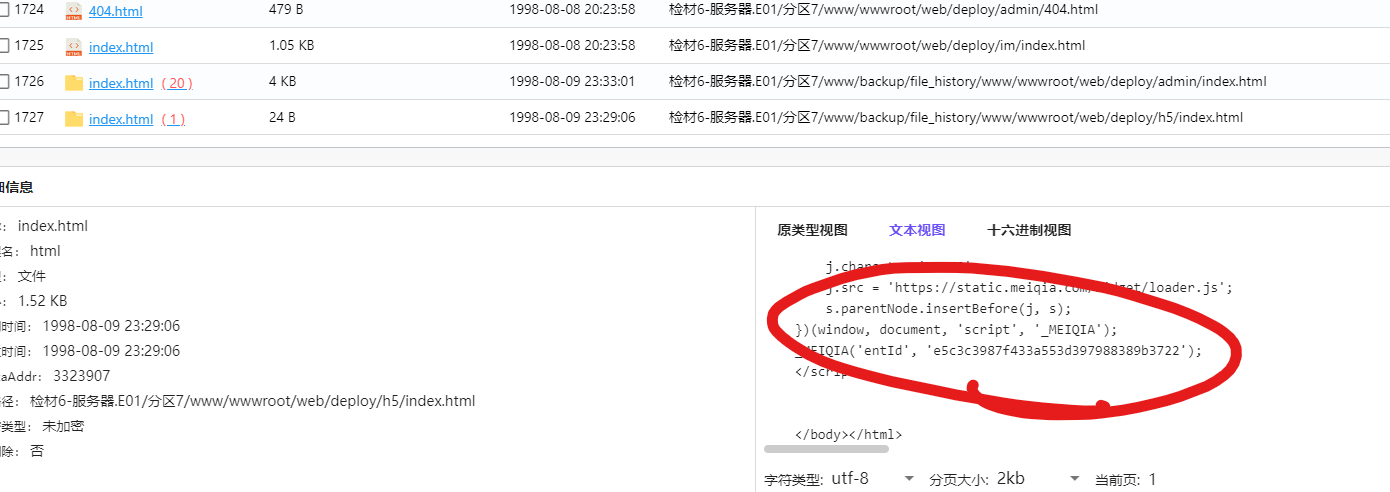 1724 404.html 479 B 1998-08-08 20:23:58 检材6-服务器.E01/分区7/www/wwwroot/web/deploy/admin/404.html
1725 index.html 1.05 KB 1998-08-08 20:23:58 检材6-服务器.E01/分区7/www/wwwroot/web/deploy/im/index.html
1726 index.html ( 20 ) 4 KB 1998-08-09 23:33:01 检材6-服务器.E01/分区7/www/backup/file_history/www/wwwroot/web/deploy/admin/index.html
1727 index.html ( 1 ) 24 B 1998-08-09 23:29:06 检材6-服务器.E01/分区7/www/backup/file_history/www/wwwroot/web/deploy/h5/index.html
细信息
index.html
名: html
文件
1.52 KB
时间: 1998-08-09 23:29:06
时间: 1998-08-09 23:29:06
aAddr: 3323907
径: 检材6-服务器.E01/分区7/www/wwwroot/web/deploy/h5/index.html
类型: 未加密
除: 否
原类型视图 文本视图 十六进制视图
j.src = 'https://static.meiqia.com/widget/loader.js';
s.parentNode.insertBefore(j, s);
})(window, document, 'script', '_MEIQIA');
_MEIQIA('entId', 'e5c3c3987f433a553d397988389b3722');
</script>
</body></html>
字符类型: utf-8 分页大小: 2kb 当前页: 1